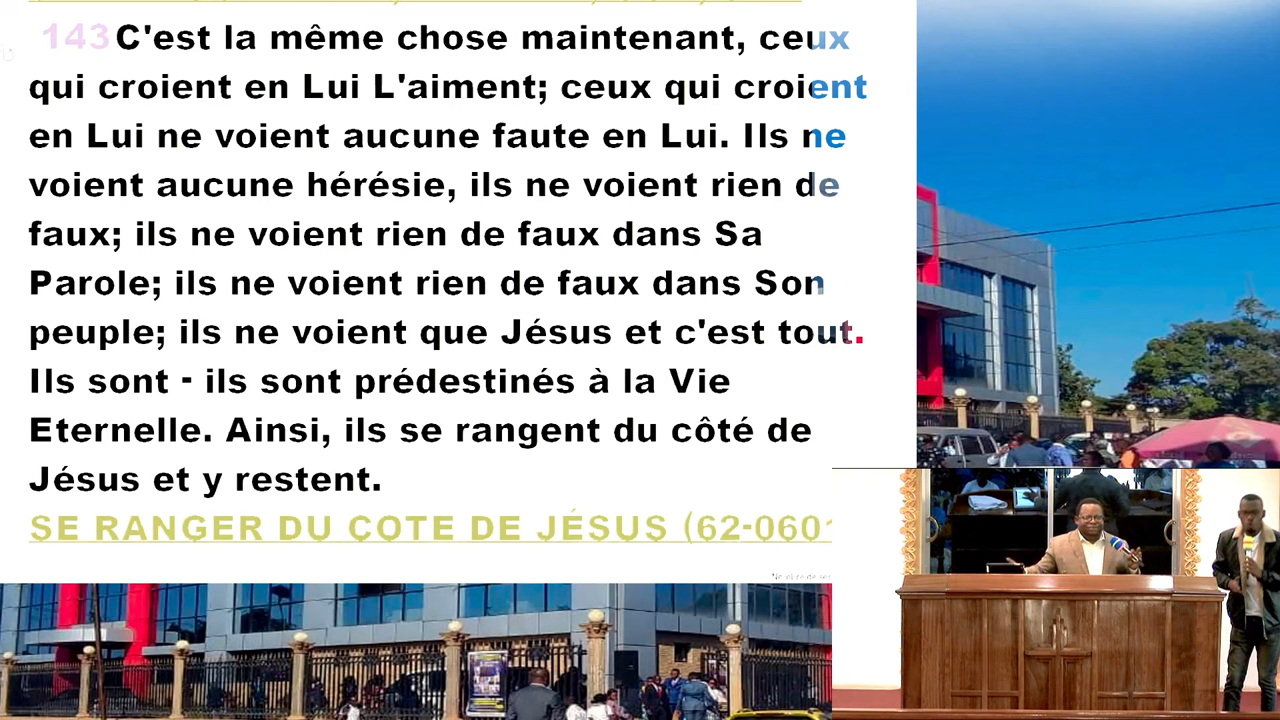 143 C'est la même chose maintenant, ceux
qui croient en Lui L'aiment; ceux qui croient
en Lui ne voient aucune faute en Lui. Ils ne
voient aucune hérésie, ils ne voient rien de
faux; ils ne voient rien de faux dans Sa
Parole; ils ne voient rien de faux dans Son
peuple; ils ne voient que Jésus et c'est tout.
Ils sont - ils sont prédestinés à la Vie
Eternelle. Ainsi, ils se rangent du côté de
Jésus et y restent.
SE RANGER DU COTE DE JÉSUS (62-060